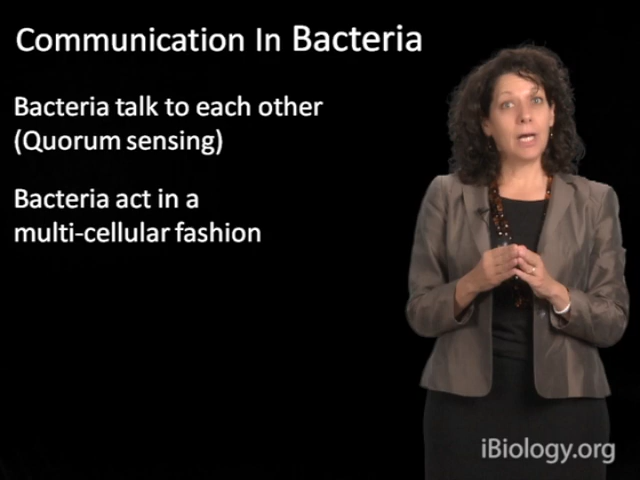 Communication In Bacteria
Bacteria talk to each other
(Quorum sensing)
Bacteria act in a
multi-cellular fashion
iBiology.org